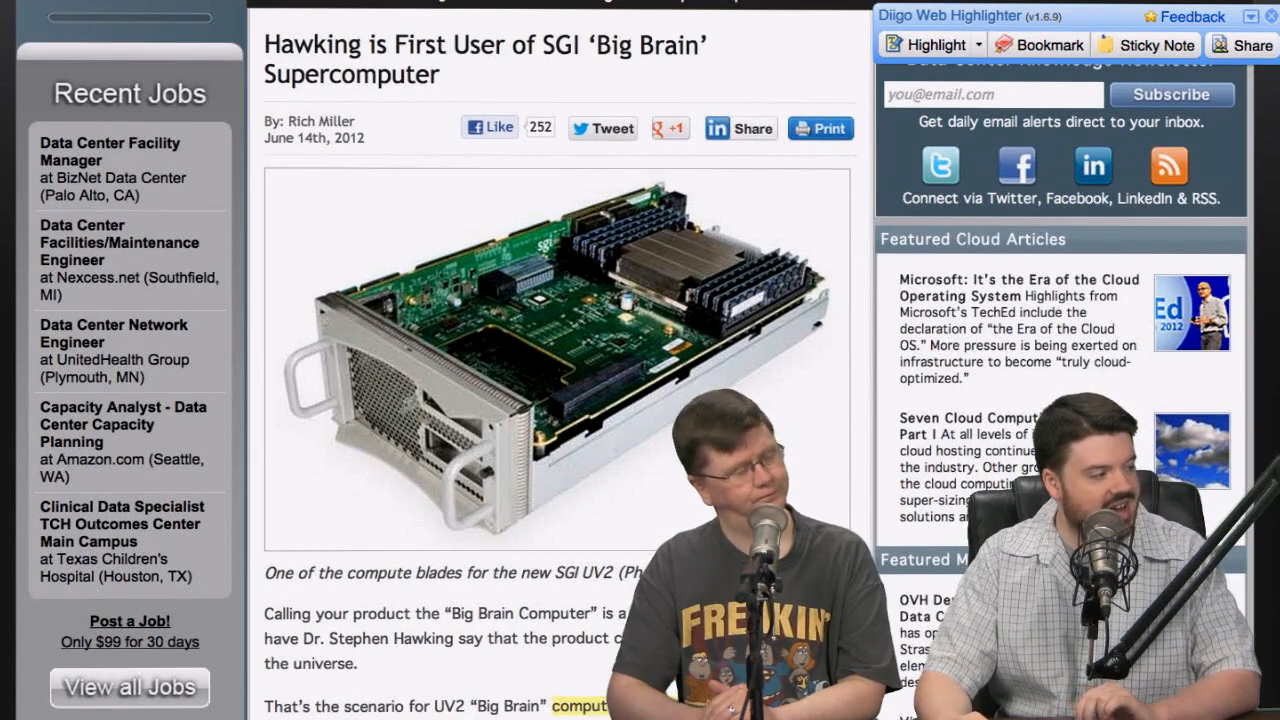 Recent Jobs
Data Center Facility
Manager
at BizNet Data Center
(Palo Alto, CA)
Data Center
Facilities/Maintenance
Engineer
at Nexcess.net (Southfield,
MI)
Data Center Network
Engineer
at UnitedHealth Group
(Plymouth, MN)
Capacity Analyst - Data
Center Capacity
Planning
at Amazon.com (Seattle,
WA)
Clinical Data Specialist
TCH Outcomes Center
Main Campus
at Texas Children's
Hospital (Houston, TX)
Post a Job!
Only $99 for 30 days
View all Jobs
Hawking is First User of SGI ‘Big Brain’
Supercomputer
By: Rich Miller
June 14th, 2012
Like 252 Tweet g +1 in Share Print
sgi
One of the compute blades for the new SGI UV2 (Ph
Calling your product the “Big Brain Computer” is a
have Dr. Stephen Hawking say that the product c
the universe.
That’s the scenario for UV2 “Big Brain” comput
FREAKIN'
Diigo Web Highlighter (v1.6.9) Feedback
Highlight Bookmark Sticky Note Share
Data Center Knowledge Newsletter
you@email.com Subscribe
Get daily email alerts direct to your inbox.
Connect via Twitter, Facebook, LinkedIn & RSS.
Featured Cloud Articles
Microsoft: It’s the Era of the Cloud
Operating System Highlights from
Microsoft’s TechEd include the
declaration of “the Era of the Cloud
OS.” More pressure is being exerted on
infrastructure to become “truly cloud-
optimized.”
Ed
2012
Seven Cloud Computi
Part I At all levels of
cloud hosting continue
the industry. Other gr
the cloud computin
super-sizing
solutions a
Featured M
OVH De
Data C
has op
Stras
elem
des